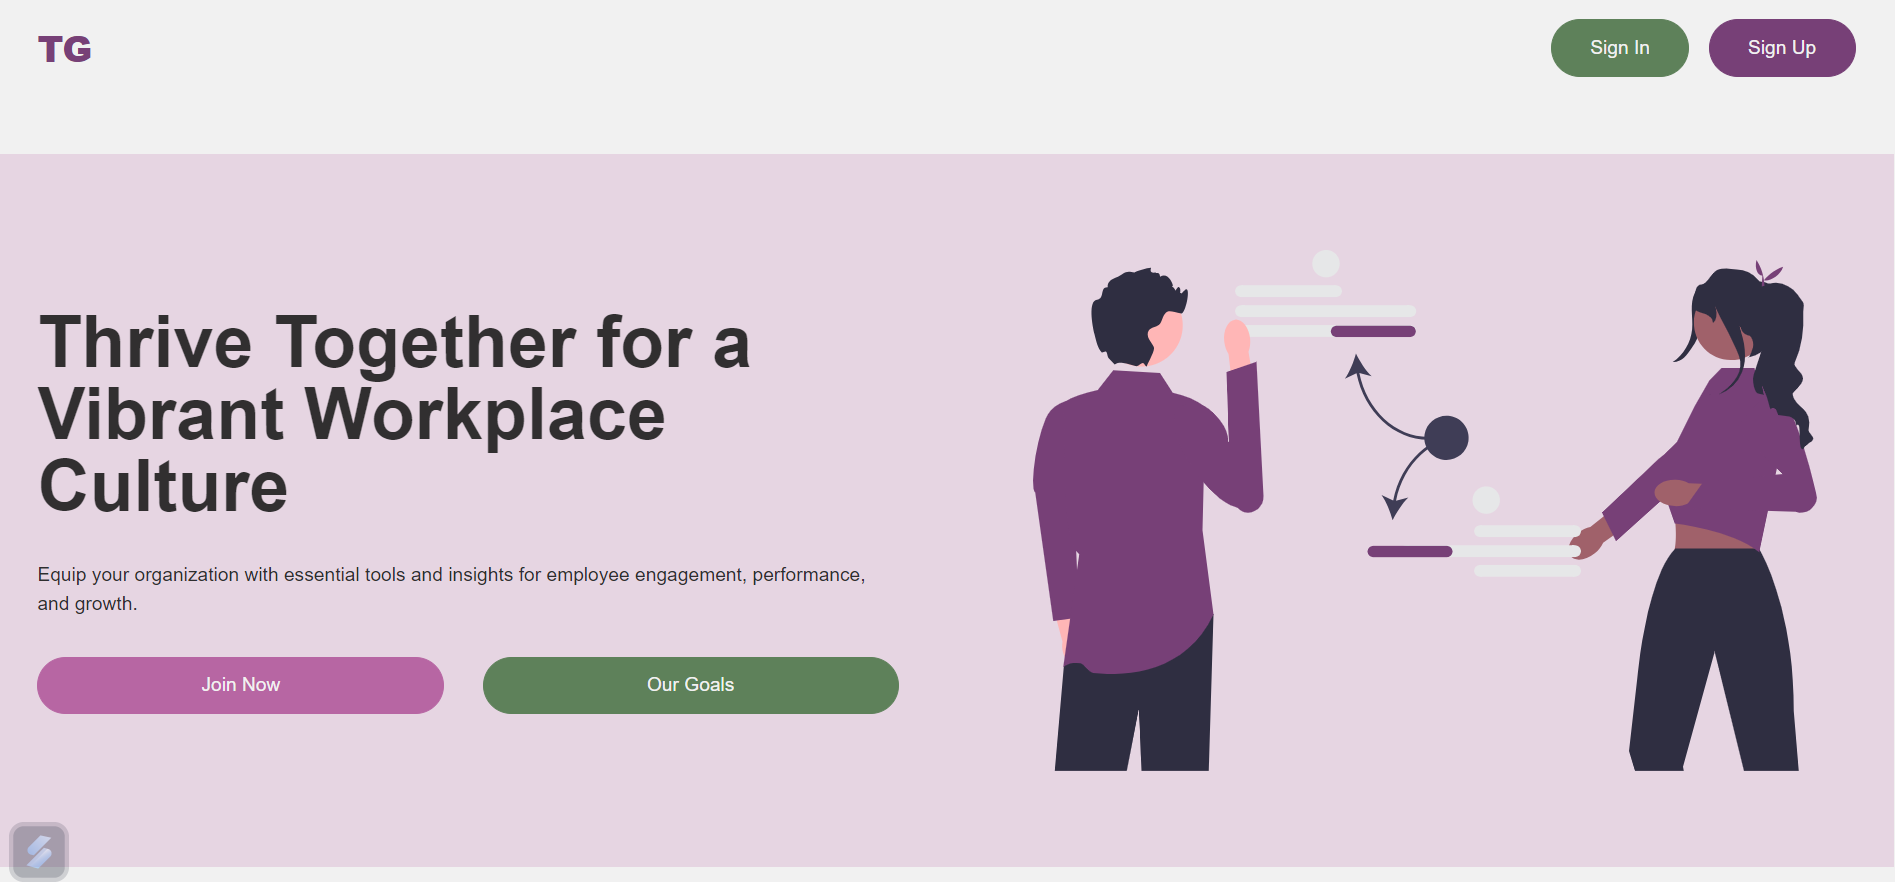 TG
Sign In
Sign Up
Thrive Together for a
Vibrant Workplace
Culture
Equip your organization with essential tools and insights for employee engagement, performance,
and growth.
Join Now
Our Goals